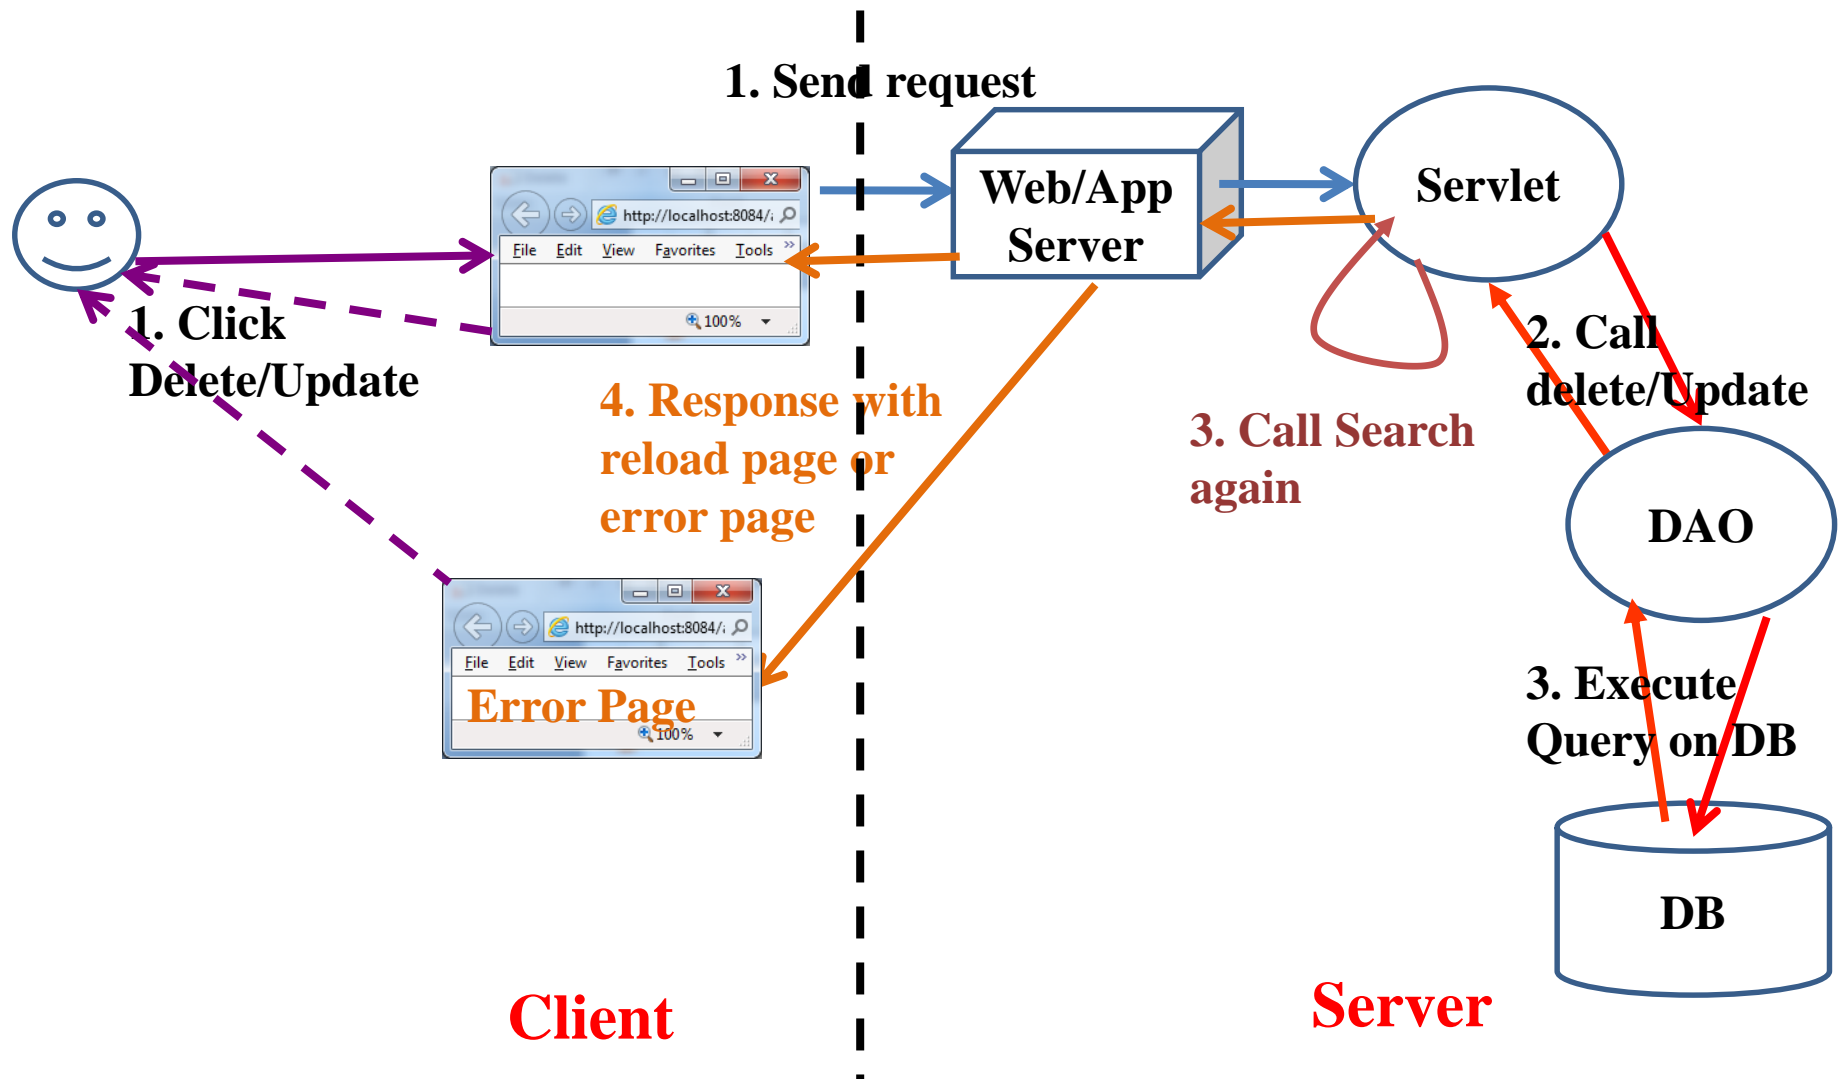 1. Send request
Web/App
Server
Servlet
http://localhost:8084/
File Edit View Favorites Tools »
100%
1. Click
Delete/Update
2. Call
delete/Update
4. Response with
reload page or
error page
3. Call Search
again
DAO
http://localhost:8084/
File Edit View Favorites Tools »
Error Page
100%
3. Execute
Query on DB
DB
Client
Server